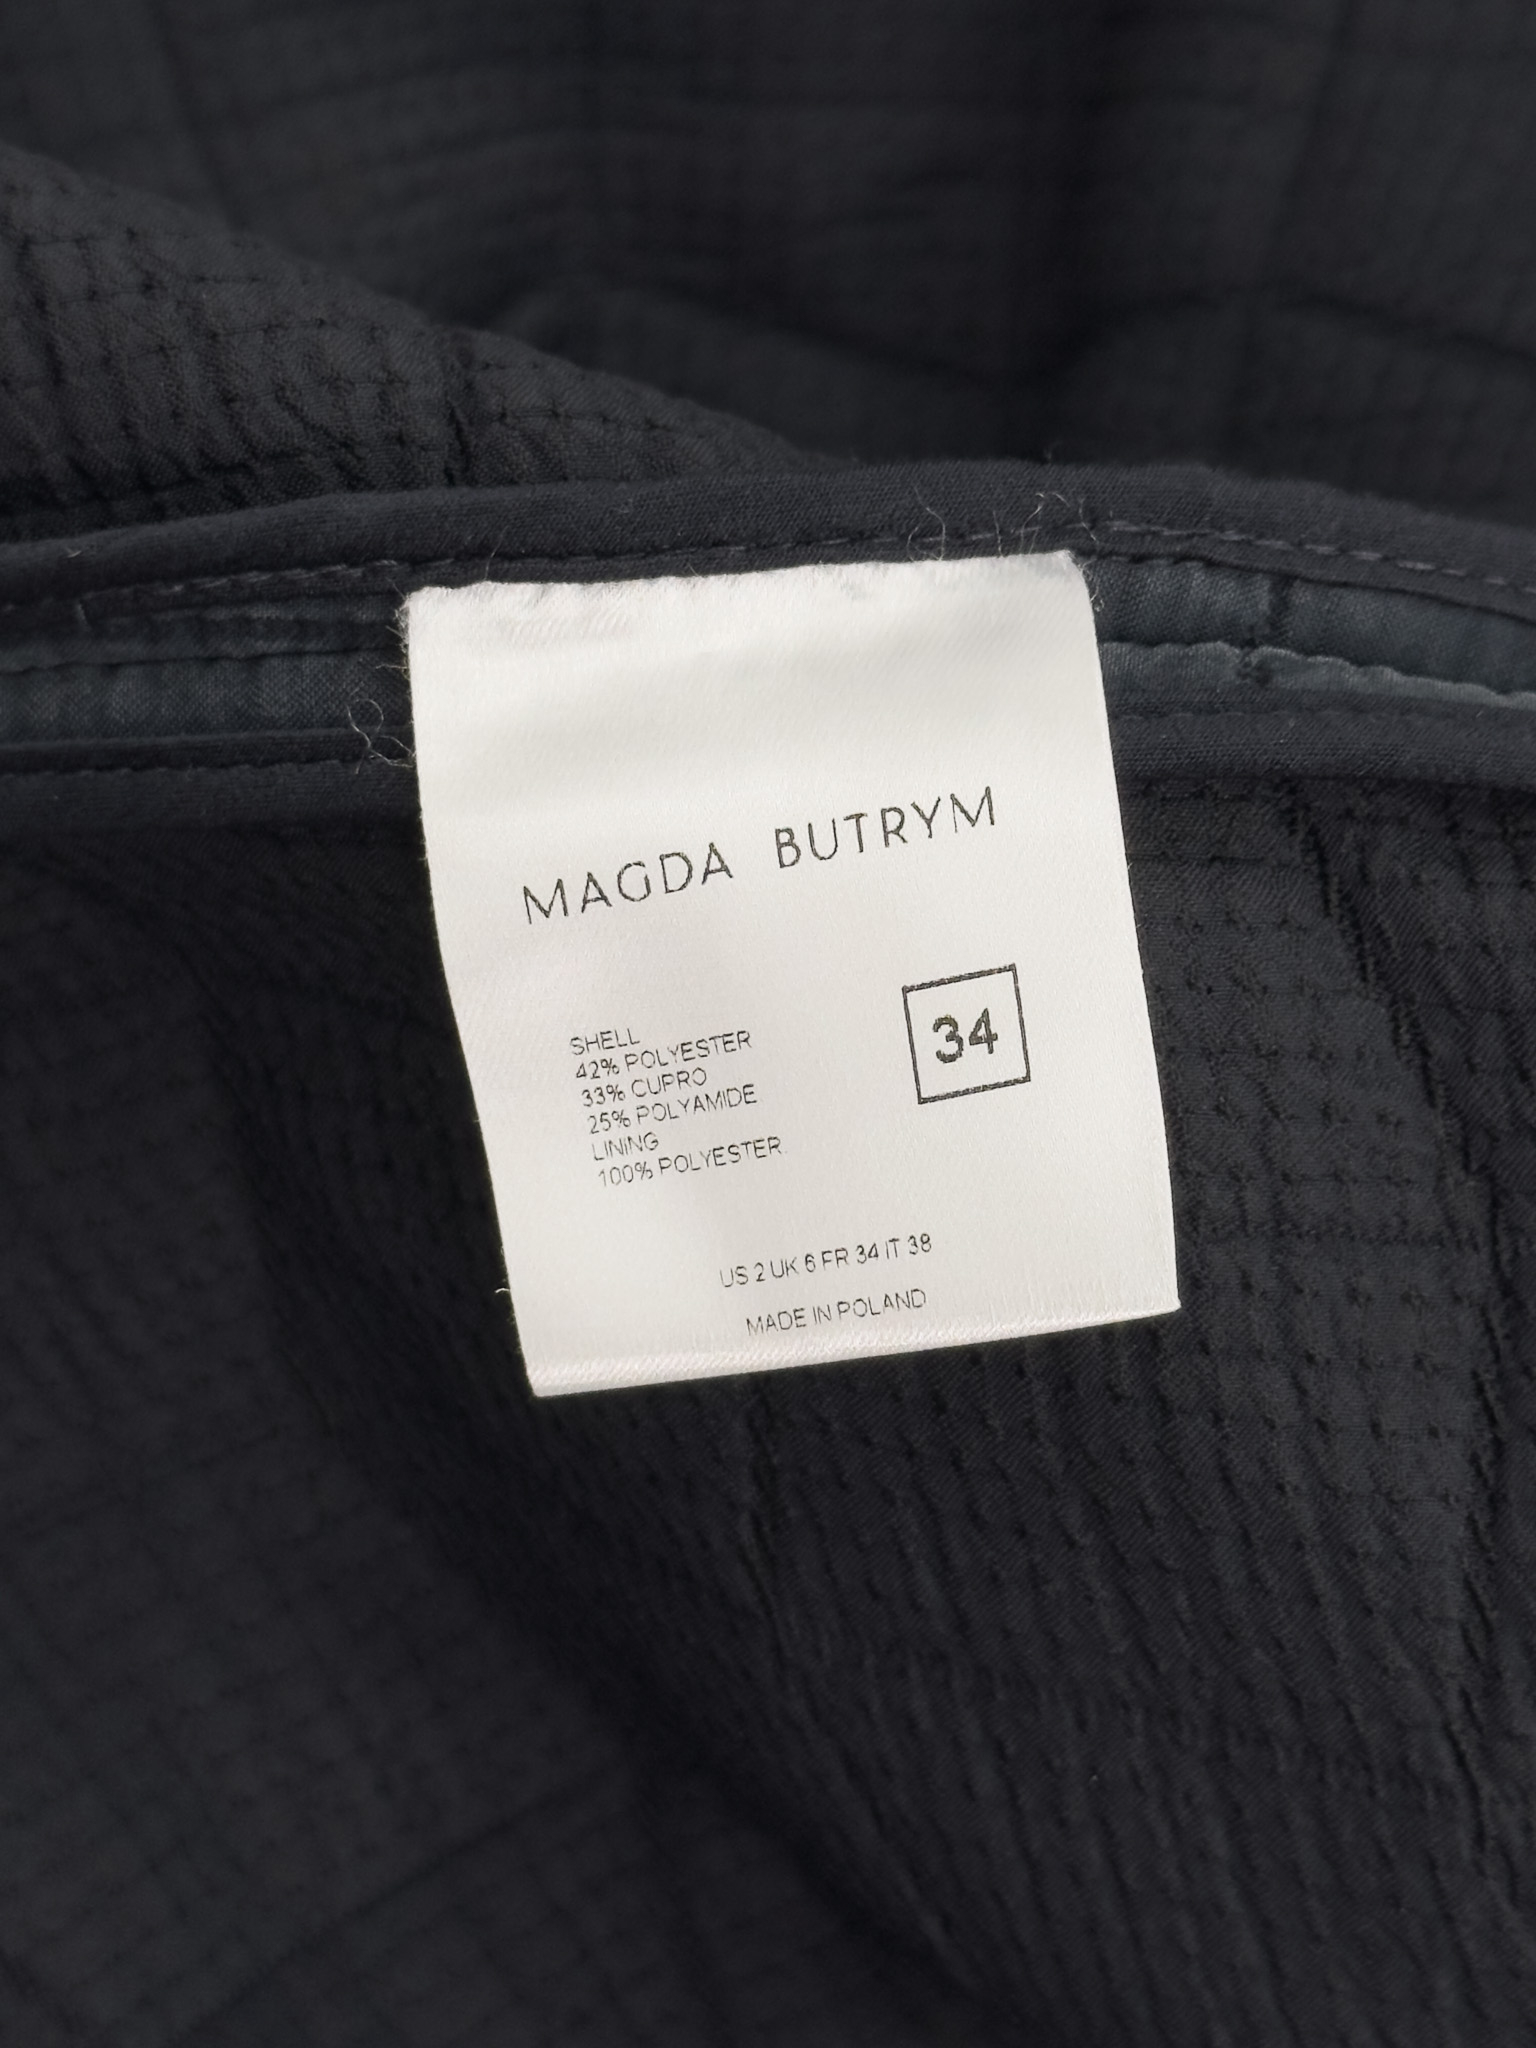 MAGDA BUTRYM
34
SHELL
42% POLYESTER
33% CUPRO
25% POLYAMIDE
LINING
100% POLYESTER
US 2 UK 6 FR 34 IT 38
MADE IN POLAND